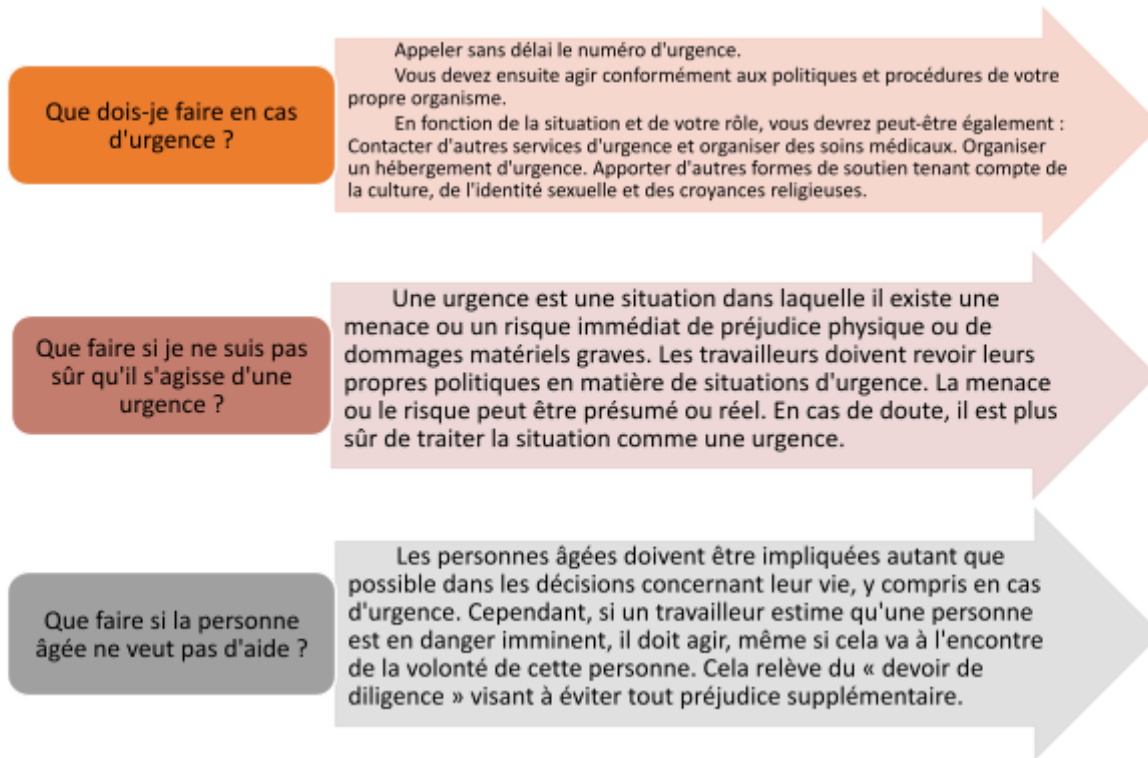 Que dois-je faire en cas
d'urgence ?
Appeler sans délai le numéro d'urgence.
Vous devez ensuite agir conformément aux politiques et procédures de votre
propre organisme.
En fonction de la situation et de votre rôle, vous devrez peut-être également :
Contacter d'autres services d'urgence et organiser des soins médicaux. Organiser
un hébergement d'urgence. Apporter d'autres formes de soutien tenant compte de
la culture, de l'identité sexuelle et des croyances religieuses.
Que faire si je ne suis pas
sûr qu'il s'agisse d'une
urgence ?
Une urgence est une situation dans laquelle il existe une
menace ou un risque immédiat de préjudice physique ou de
dommages matériels graves. Les travailleurs doivent revoir leurs
propres politiques en matière de situations d'urgence. La menace
ou le risque peut être présumé ou réel. En cas de doute, il est plus
sûr de traiter la situation comme une urgence.
Que faire si la personne
âgée ne veut pas d'aide ?
Les personnes âgées doivent être impliquées autant que
possible dans les décisions concernant leur vie, y compris en cas
d'urgence. Cependant, si un travailleur estime qu'une personne
est en danger imminent, il doit agir, même si cela va à l'encontre
de la volonté de cette personne. Cela relève du « devoir de
diligence » visant à éviter tout préjudice supplémentaire.